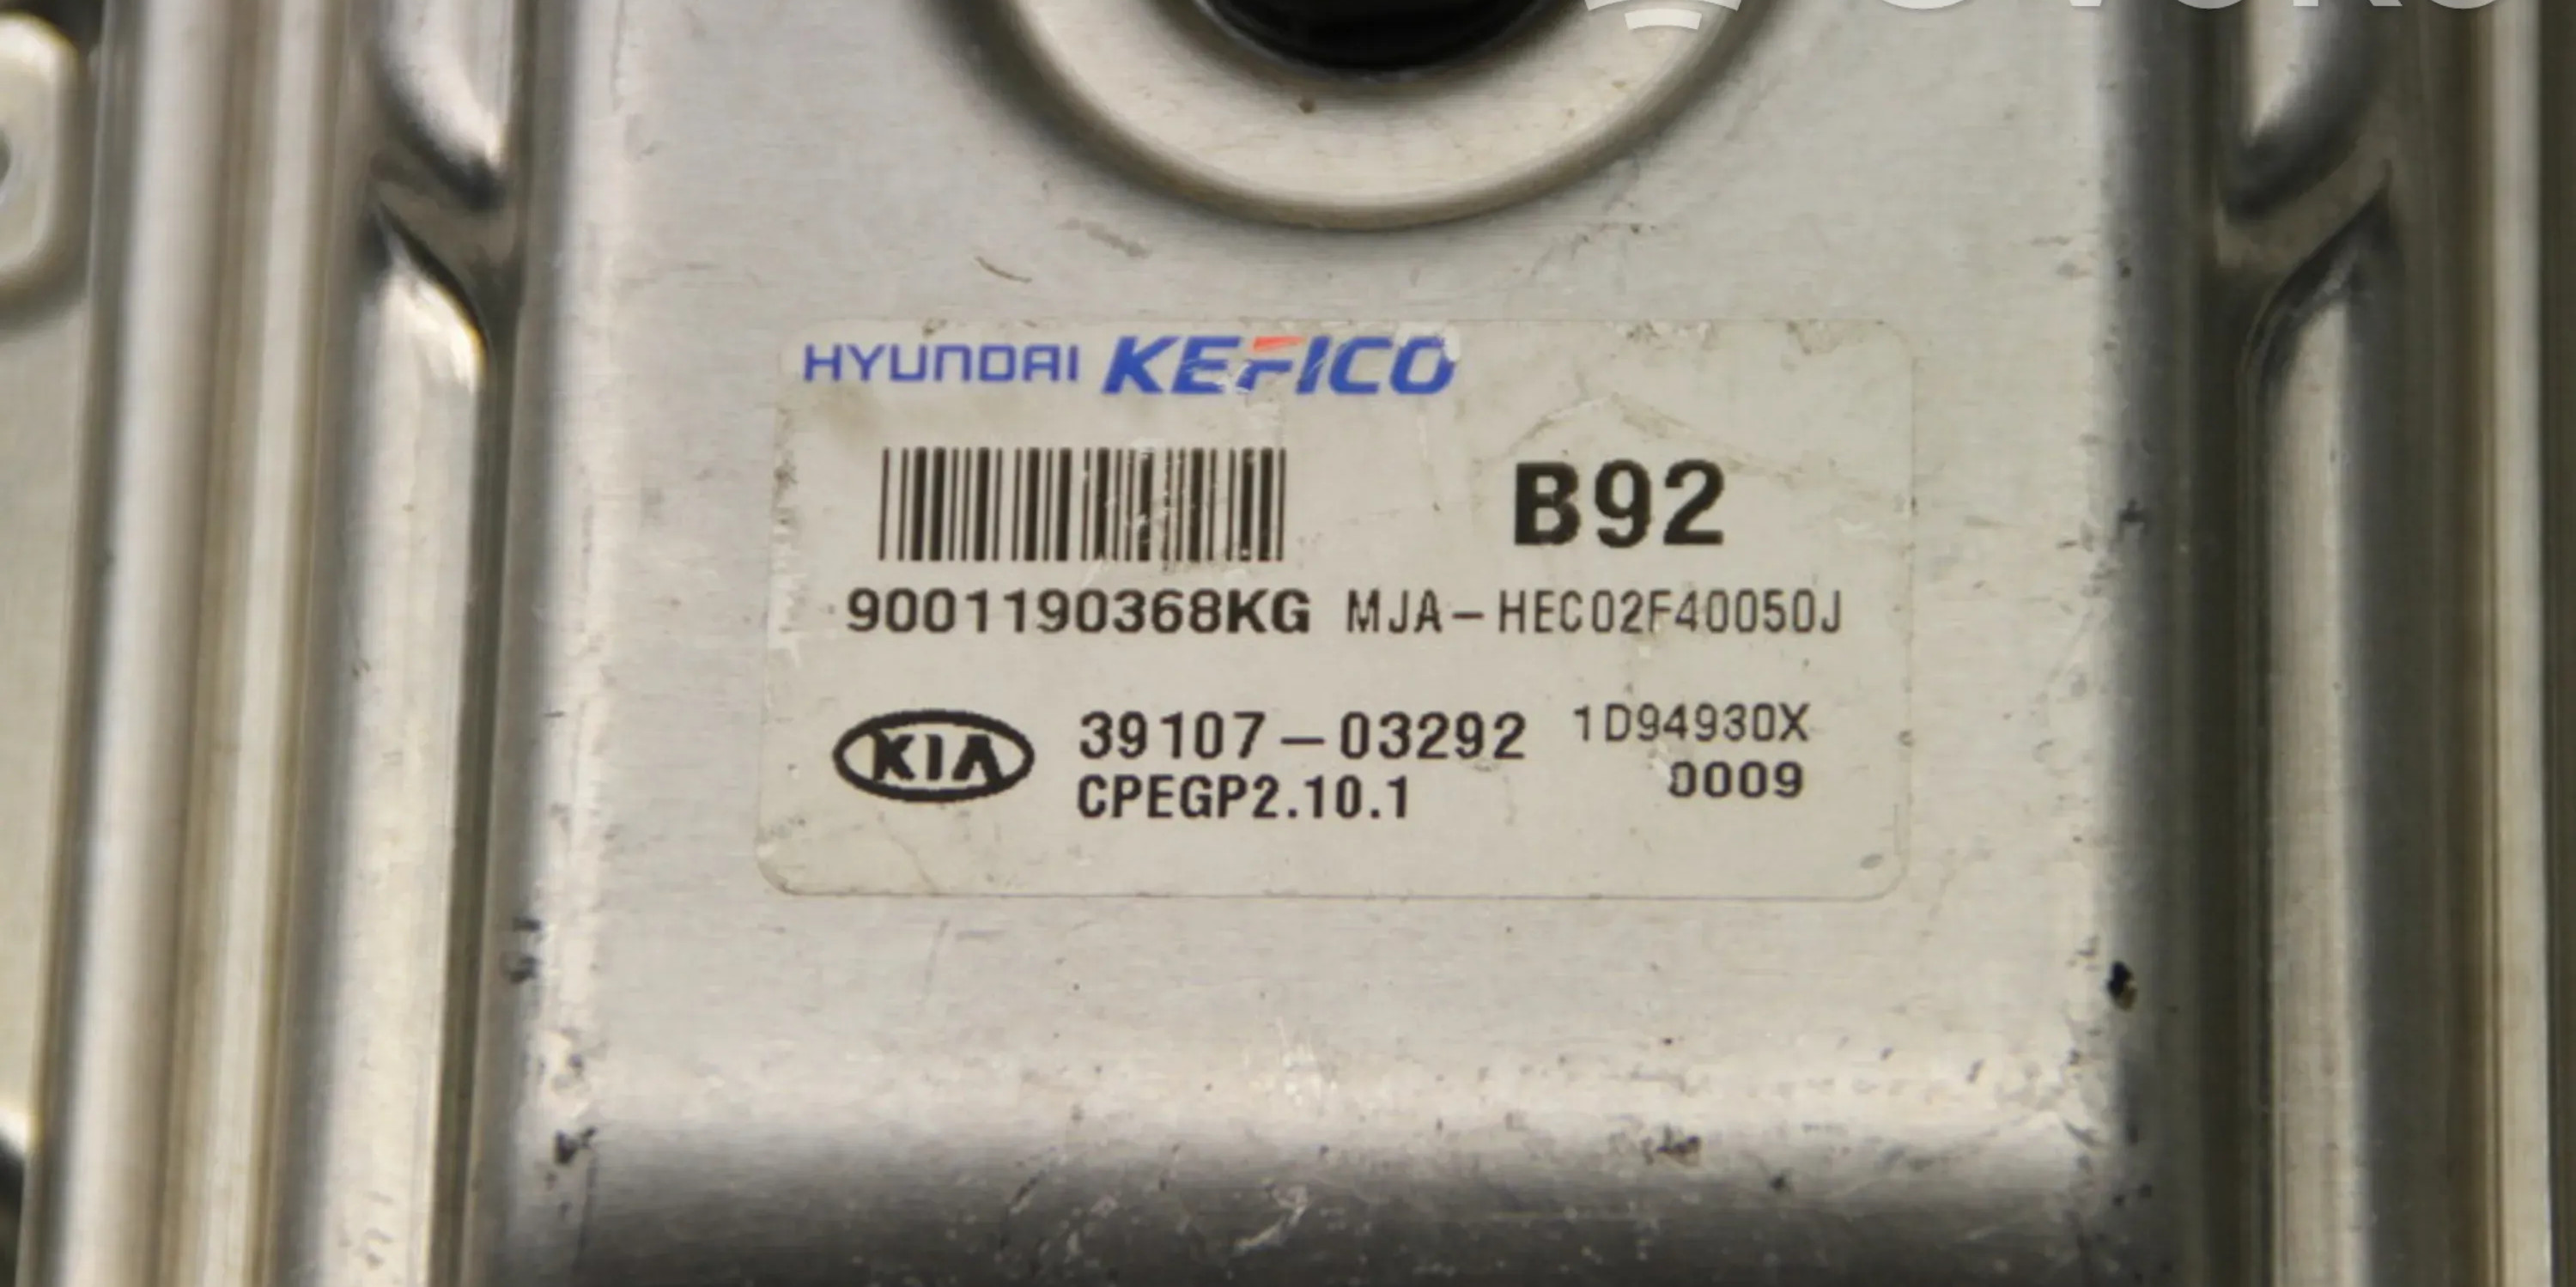 HYUNDAI KEFICO
B92
9001190368KG MJA-HEC02F40050J
KIA 39107-03292 1D94930X
CPEGP2.10.1 0009